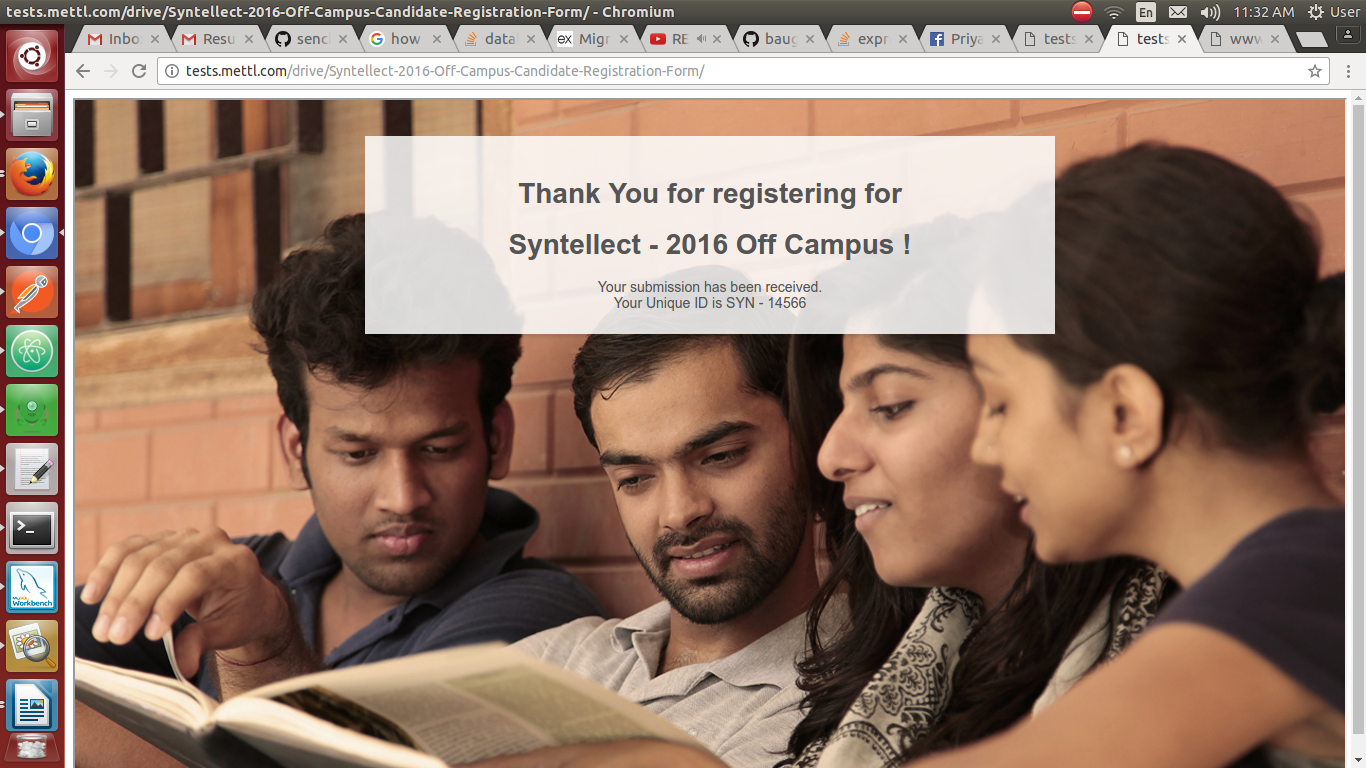 tests.mettl.com/drive/Syntellect-2016-Off-Campus-Candidate-Registration-Form/ - Chromium
En
11:32 AM
User
Inbo
Resu
senc
how
datal
Migr
RE
baug
expr
Priya
tests
tests
www
tests.mettl.com/drive/Syntellect-2016-Off-Campus-Candidate-Registration-Form/
Thank You for registering for
Syntellect - 2016 Off Campus !
Your submission has been received.
Your Unique ID is SYN - 14566
MySQL
Workbench